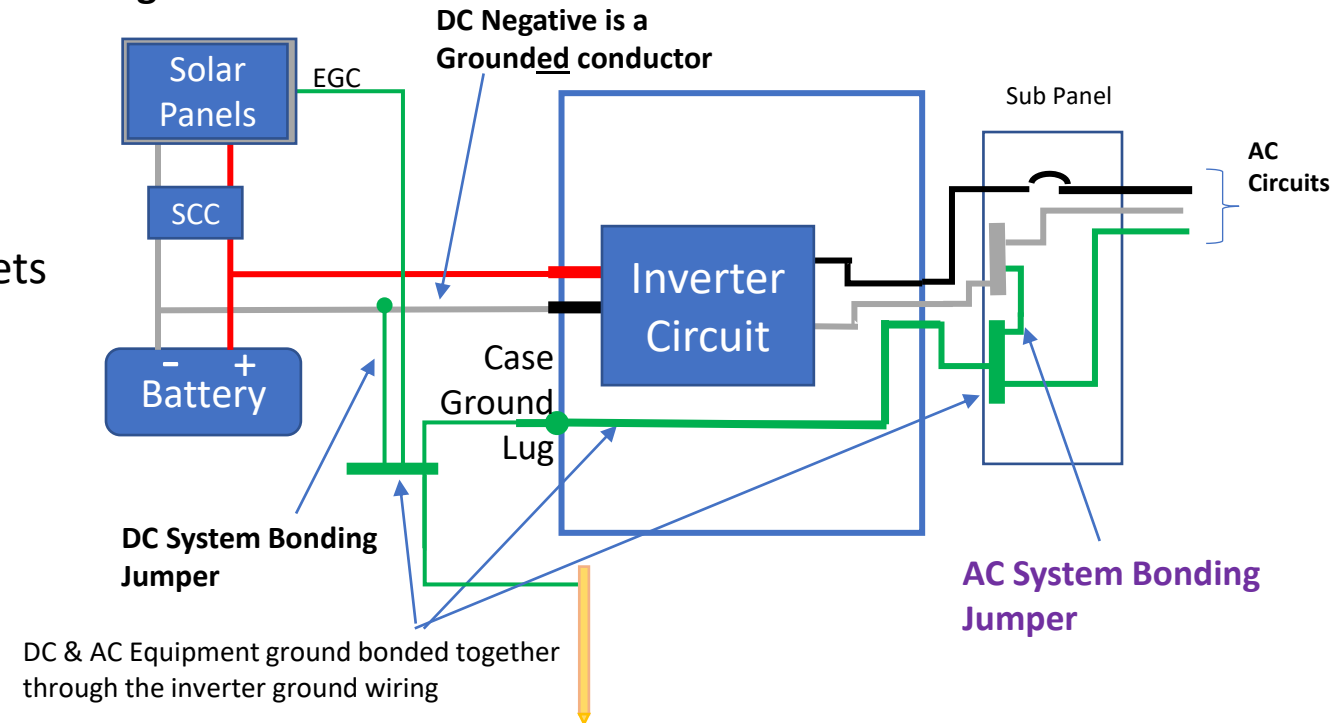 DC Negative is a
Grounded conductor
Solar
Panels
EGC
Sub Panel
AC
Circuits
SCC
ets
Inverter
Circuit
- +
Battery
Case
Ground
Lug
DC System Bonding
Jumper
AC System Bonding
Jumper
DC & AC Equipment ground bonded together
through the inverter ground wiring